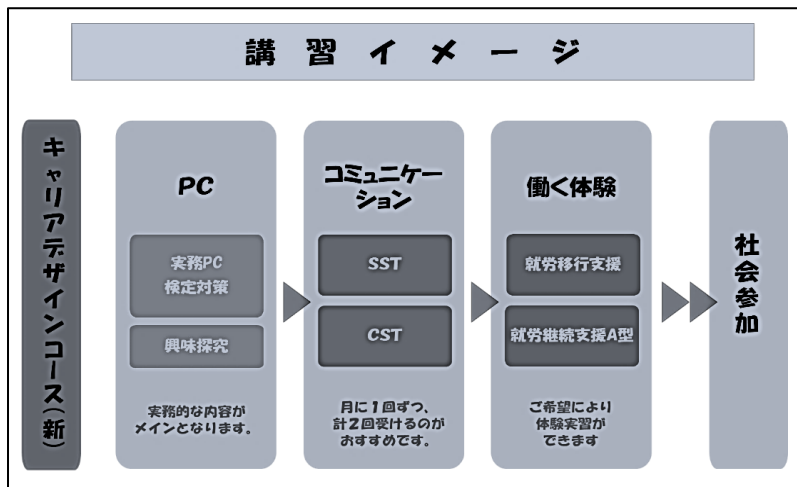 講習イメージ
キャリアデザインコース(新)
PC
実務PC
検定対策
興味探究
実務的な内容が
メインとなります。
コミュニケー
ション
SST
CST
月に1回ずつ、
計2回受けるのが
おすすめです。
働く体験
就労移行支援
就労継続支援A型
ご希望により
体験実習が
できます
社会参加